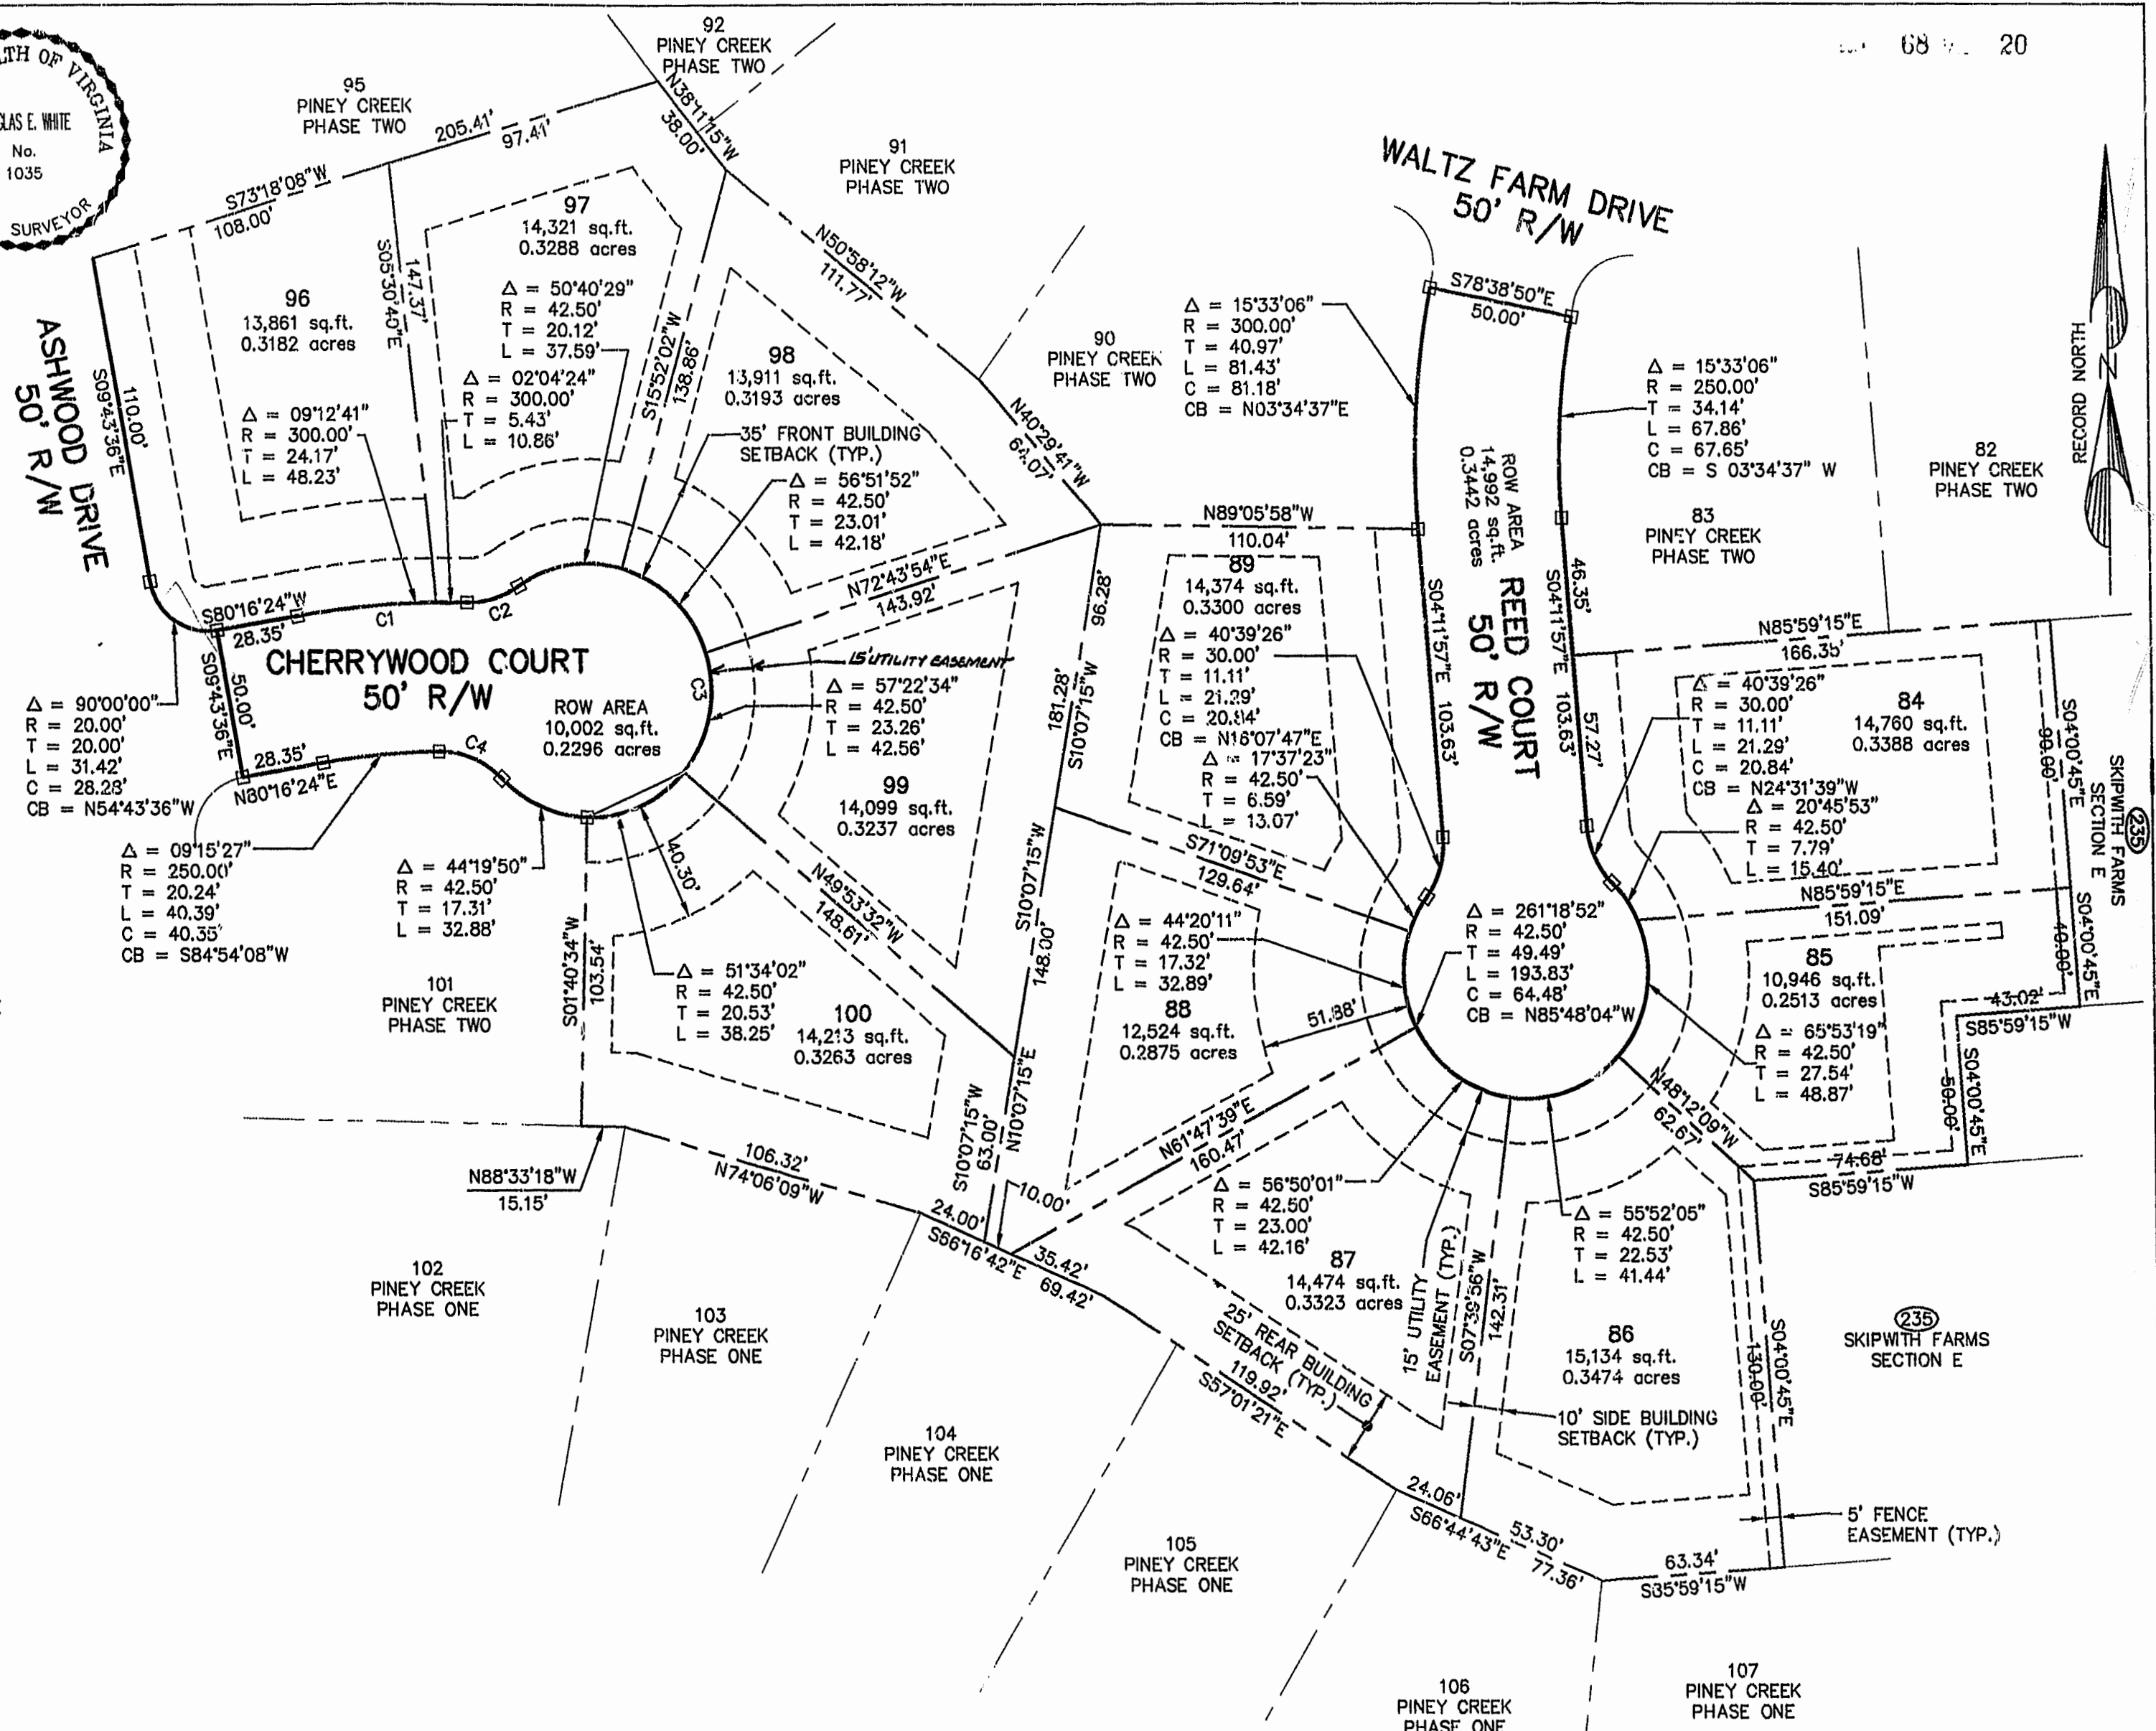 LTH OF VIRGINIA
GLAS E. WHITE
No.
1035
SURVEYOR
68
20
92
PINEY CREEK
PHASE TWO
95
PINEY CREEK
PHASE TWO
205.41'
97.41'
S73°18'08"W
108.00'
N38°11'15"W
38.00'
91
PINEY CREEK
PHASE TWO
WALTZ FARM DRIVE
50' R/W
RECORD NORTH
97
14,321 sq.ft.
0.3288 acres
Δ = 50°40'29"
R = 42.50'
T = 20.12'
L = 37.59'
Δ = 02°04'24"
R = 300.00'
T = 5.43'
L = 10.86'
S05°30'40"E
147.37'
96
13,861 sq.ft.
0.3182 acres
Δ = 09°12'41"
R = 300.00'
T = 24.17'
L = 48.23'
ASHWOOD DRIVE
50' R/W
S09°43'36"E
110.00'
S15°52'02"W
138.86'
N50°58'12"W
111.77'
98
13,911 sq.ft.
0.3193 acres
35' FRONT BUILDING
SETBACK (TYP.)
Δ = 56°51'52"
R = 42.50'
T = 23.01'
L = 42.18'
90
PINEY CREEK
PHASE TWO
N40°29'41"W
Δ = 15°33'06"
R = 300.00'
T = 40.97'
L = 81.43'
C = 81.18'
CB = N03°34'37"E
S78°38'50"E
50.00'
Δ = 15°33'06"
R = 250.00'
T = 34.14'
L = 67.86'
C = 67.65'
CB = S 03°34'37" W
82
PINEY CREEK
PHASE TWO
83
PINEY CREEK
PHASE TWO
ROW AREA
14,992 sq.ft.
0.3442 acres
REED COURT
50' R/W
N89°05'58"W
110.04'
S80°16'24"W
28.35'
C1
C2
CHERRYWOOD COURT
50' R/W
ROW AREA
10,002 sq.ft.
0.2296 acres
C3
N72°43'54"E
143.92'
15' UTILITY EASEMENT
Δ = 57°22'34"
R = 42.50'
T = 23.26'
L = 42.56'
99
14,099 sq.ft.
0.3237 acres
S09°43'36"E
50.00'
28.35'
N80°16'24"E
C4
Δ = 90°00'00"
R = 20.00'
T = 20.00'
L = 31.42'
C = 28.28'
CB = N54°43'36"W
Δ = 09°15'27"
R = 250.00'
T = 20.24'
L = 40.39'
C = 40.35'
CB = S84°54'08"W
Δ = 44°19'50"
R = 42.50'
T = 17.31'
L = 32.88'
96.28'
181.28'
S10°07'15"W
S10°07'15"W
148.00'
89
14,374 sq.ft.
0.3300 acres
Δ = 40°39'26"
R = 30.00'
T = 11.11'
L = 21.29'
C = 20.84'
CB = N16°07'47"E
Δ = 17°37'23"
R = 42.50'
T = 6.59'
L = 13.07'
S04°11'57"E 103.63'
46.35'
S04°11'57"E 103.63'
57.27'
N85°59'15"E
166.35'
Δ = 40°39'26"
R = 30.00'
T = 11.11'
L = 21.29'
C = 20.84'
CB = N24°31'39"W
84
14,760 sq.ft.
0.3388 acres
Δ = 20°45'53"
R = 42.50'
T = 7.79'
L = 15.40'
S04°00'45"E
90.00'
SKIPWITH FARMS
SECTION E
235
N85°59'15"E
151.09'
S04°00'45"E
40.00'
S71°09'53"E
129.64'
Δ = 44°20'11"
R = 42.50'
T = 17.32'
L = 32.89'
88
12,524 sq.ft.
0.2875 acres
51.88'
Δ = 261°18'52"
R = 42.50'
T = 49.49'
L = 193.83'
C = 64.48'
CB = N85°48'04"W
85
10,946 sq.ft.
0.2513 acres
Δ = 65°53'19"
R = 42.50'
T = 27.54'
L = 48.87'
43.02'
S85°59'15"W
S04°00'45"E
50.00'
N48°12'09"W
62.67'
74.68'
S85°59'15"W
40.30'
N49°53'32"W
148.61'
101
PINEY CREEK
PHASE TWO
S01°40'34"W
103.54'
Δ = 51°34'02"
R = 42.50'
T = 20.53'
L = 38.25'
100
14,213 sq.ft.
0.3263 acres
N88°33'18"W
15.15'
106.32'
N74°06'09"W
S10°07'15"W
63.00'
N10°07'15"E
10.00'
24.00'
S66°16'42"E
35.42'
69.42'
N61°47'39"E
160.47'
Δ = 56°50'01"
R = 42.50'
T = 23.00'
L = 42.16'
87
14,474 sq.ft.
0.3323 acres
25' REAR BUILDING
SETBACK (TYP.)
119.92'
S57°01'21"E
15' UTILITY
EASEMENT (TYP.)
S07°39'56"W
142.31'
Δ = 55°52'05"
R = 42.50'
T = 22.53'
L = 41.44'
86
15,134 sq.ft.
0.3474 acres
10' SIDE BUILDING
SETBACK (TYP.)
130.00'
S04°00'45"E
235
SKIPWITH FARMS
SECTION E
5' FENCE
EASEMENT (TYP.)
24.06'
S66°44'43"E
53.30'
77.36'
63.34'
S85°59'15"W
102
PINEY CREEK
PHASE ONE
103
PINEY CREEK
PHASE ONE
104
PINEY CREEK
PHASE ONE
105
PINEY CREEK
PHASE ONE
106
PINEY CREEK
PHASE ONE
107
PINEY CREEK
PHASE ONE